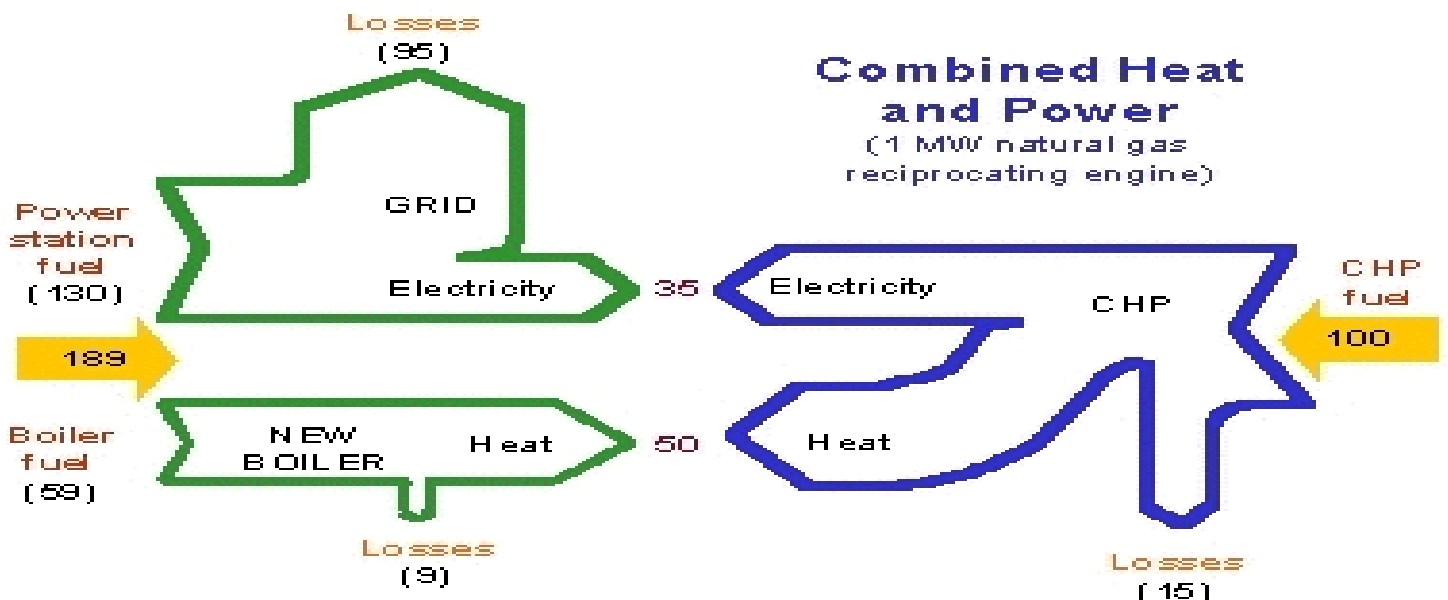 Losses
(95)
Combined Heat
and Power
(1 MW natural gas
reciprocating engine)
Power
station
fuel
(130)
GRID
Electricity
35
Electricity
CHP
CHP
fuel
189
100
Boiler
fuel
(59)
NEW
BOILER
Heat
50
Heat
Losses
(9)
Losses
(15)